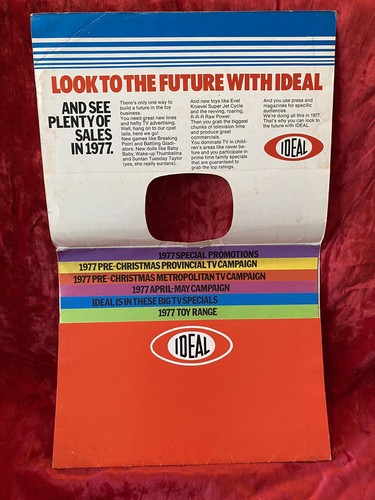 LOOK TO THE FUTURE WITH IDEAL
AND SEE
PLENTY OF
SALES
IN 1977.
There's only one way to
build a future in the toy
business.
You need great new lines
and hefty TV advertising.
Well, hang on to our opal
tails, here we go!
New games like Breaking
Point and Battling Gladi-
ators. New dolls like Baby
Baby, Wake-up Thumbelina
and Suntan Tuesday Taylor
(yes, she really suntans).
And new toys like Evel
Knievel Super Jet Cycle
and the revving, roaring,
R-R-R Raw Power.
Then you grab the biggest
chunks of television time
and produce great
commercials.
You dominate TV in child-
ren's areas like never be-
fore and you participate in
prime time family specials
that are guaranteed to
grab the top ratings.
And you use press and
magazines for specific
audiences.
We're doing all this in 1977.
That's why you can look to
the future with IDEAL.
IDEAL
1977 SPECIAL PROMOTIONS
1977 PRE-CHRISTMAS PROVINCIAL TV CAMPAIGN
1977 PRE-CHRISTMAS METROPOLITAN TV CAMPAIGN
1977 APRIL-MAY CAMPAIGN
IDEAL IS IN THESE BIG TV SPECIALS
1977 TOY RANGE
IDEAL